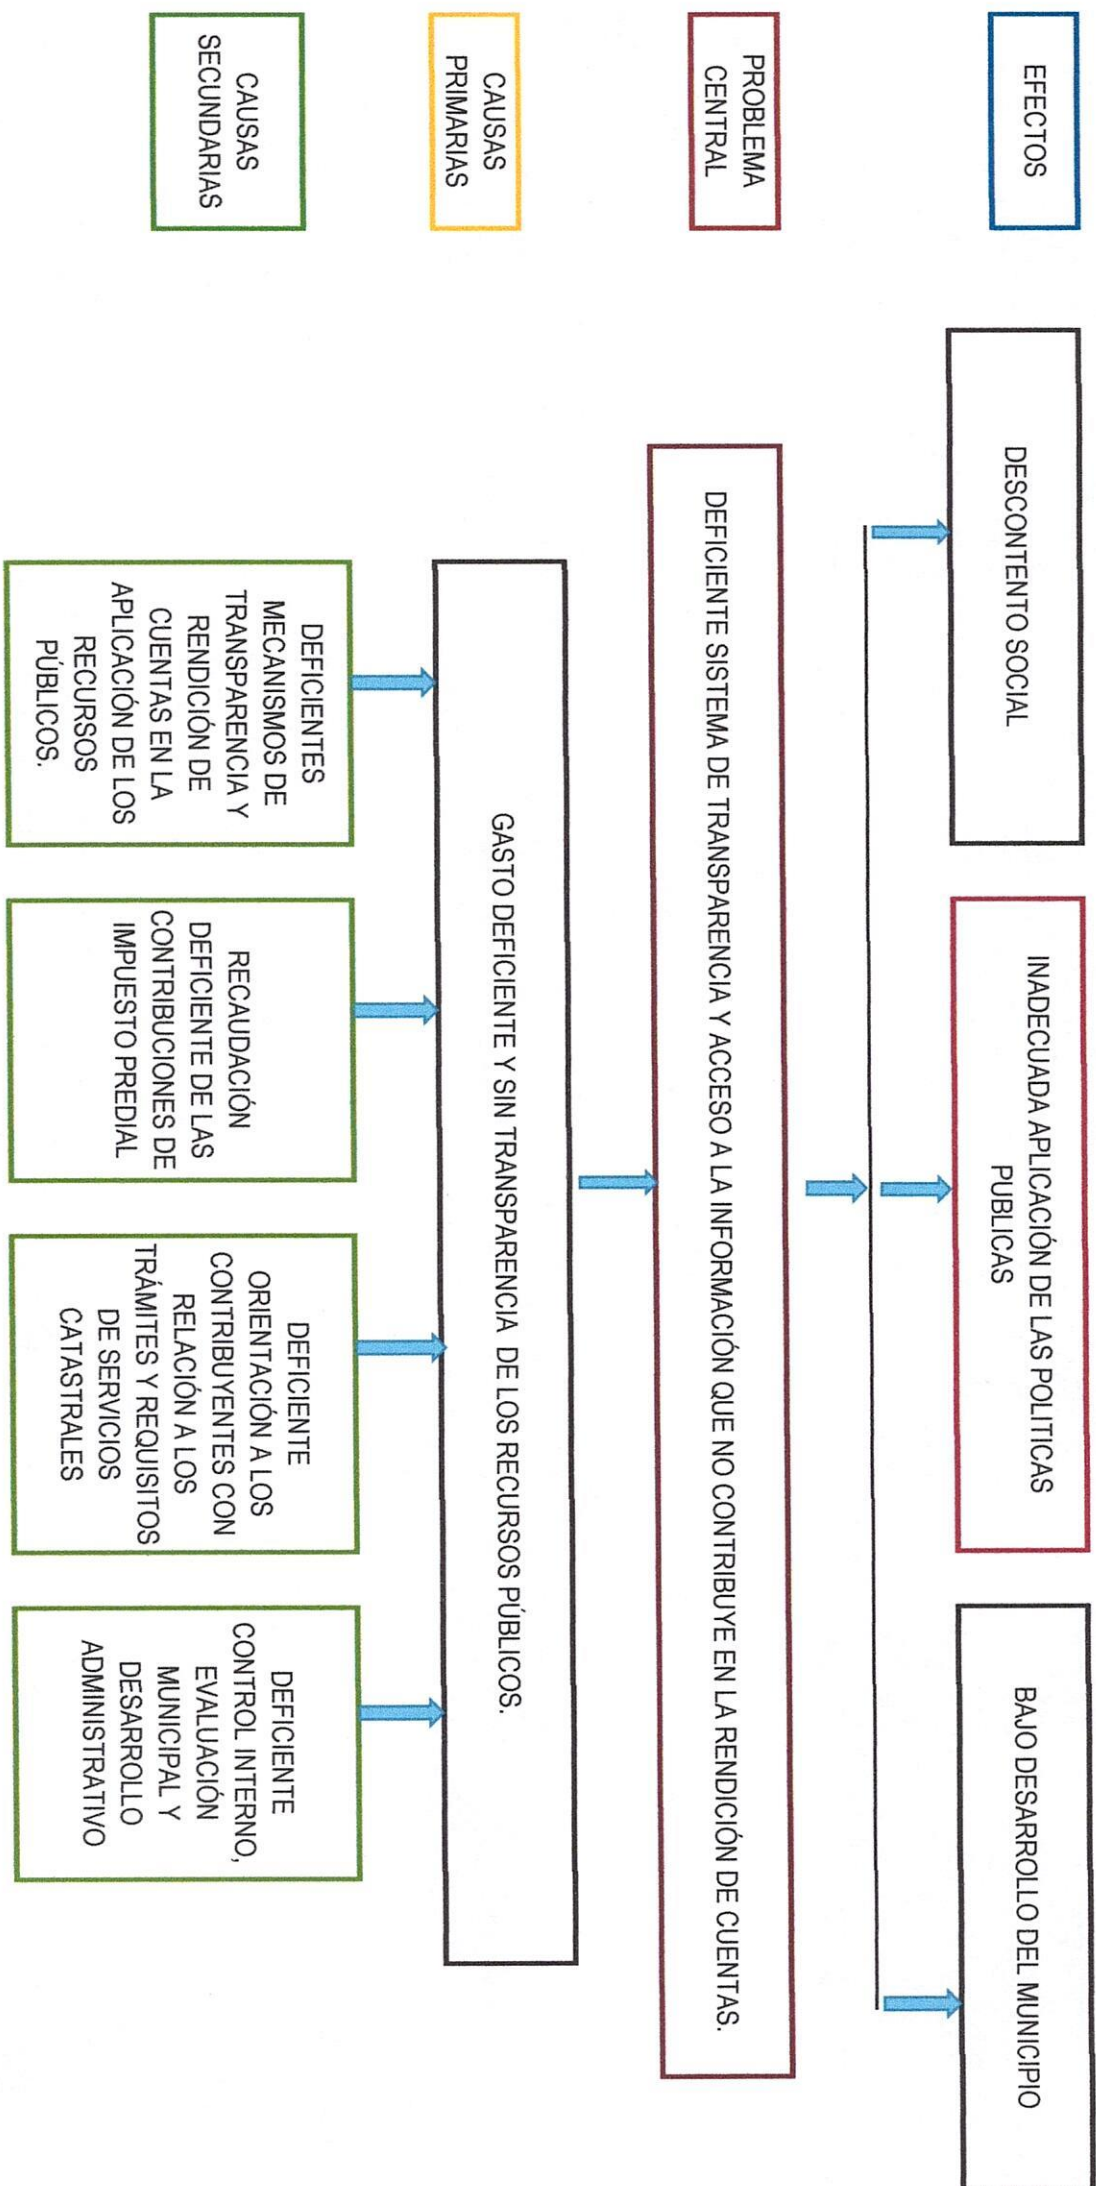 EFECTOS
DESCONTENTO SOCIAL
INADECUADA APLICACIÓN DE LAS POLITICAS
PUBLICAS
BAJO DESARROLLO DEL MUNICIPIO
PROBLEMA
CENTRAL
DEFICIENTE SISTEMA DE TRANSPARENCIA Y ACCESO A LA INFORMACIÓN QUE NO CONTRIBUYE EN LA RENDICIÓN DE CUENTAS.
CAUSAS
PRIMARIAS
GASTO DEFICIENTE Y SIN TRANSPARENCIA DE LOS RECURSOS PÚBLICOS.
CAUSAS
SECUNDARIAS
DEFICIENTES
MECANISMOS DE
TRANSPARENCIA Y
RENDICIÓN DE
CUENTAS EN LA
APLICACIÓN DE LOS
RECURSOS
PÚBLICOS.
RECAUDACIÓN
DEFICIENTE DE LAS
CONTRIBUCIONES DE
IMPUESTO PREDIAL
DEFICIENTE
ORIENTACIÓN A LOS
CONTRIBUYENTES CON
RELACIÓN A LOS
TRÁMITES Y REQUISITOS
DE SERVICIOS
CATASTRALES
DEFICIENTE
CONTROL INTERNO,
EVALUACIÓN
MUNICIPAL Y
DESARROLLO
ADMINISTRATIVO